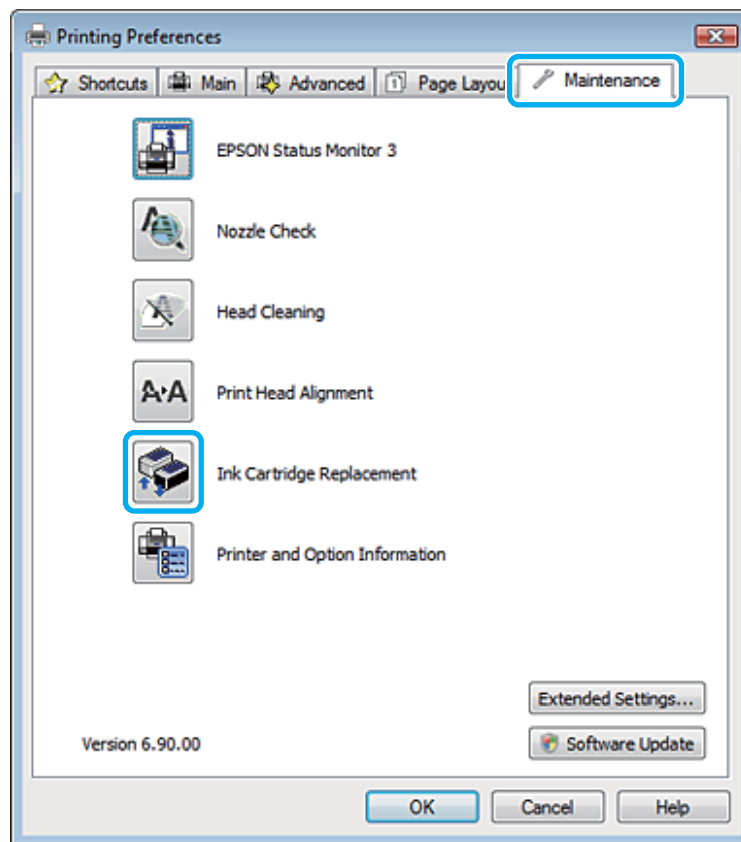 Printing Preferences
Shortcuts Main Advanced 1 Page Layou Maintenance
EPSON Status Monitor 3
Nozzle Check
Head Cleaning
A A Print Head Alignment
Ink Cartridge Replacement
Printer and Option Information
Extended Settings...
Version 6.90.00 Software Update
OK Cancel Help